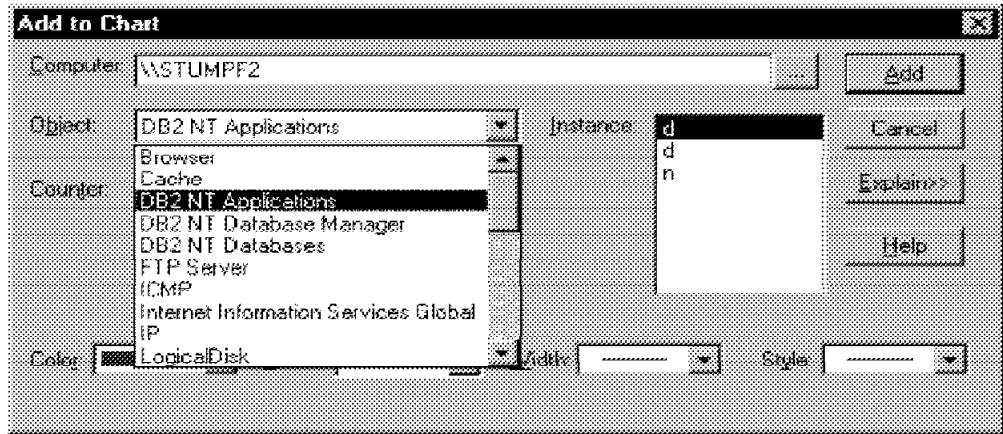 Add to Chart
Computer: \\STUMPF2 ... Add
Object: DB2 NT Applications Instance: d Cancel
Browser d
Cache n Explain>>
Counter
DB2 NT Applications
DB2 NT Database Manager
DB2 NT Databases Help
FTP Server
ICMP
Internet Information Services Global
IP
Color: LogicalDisk Style: